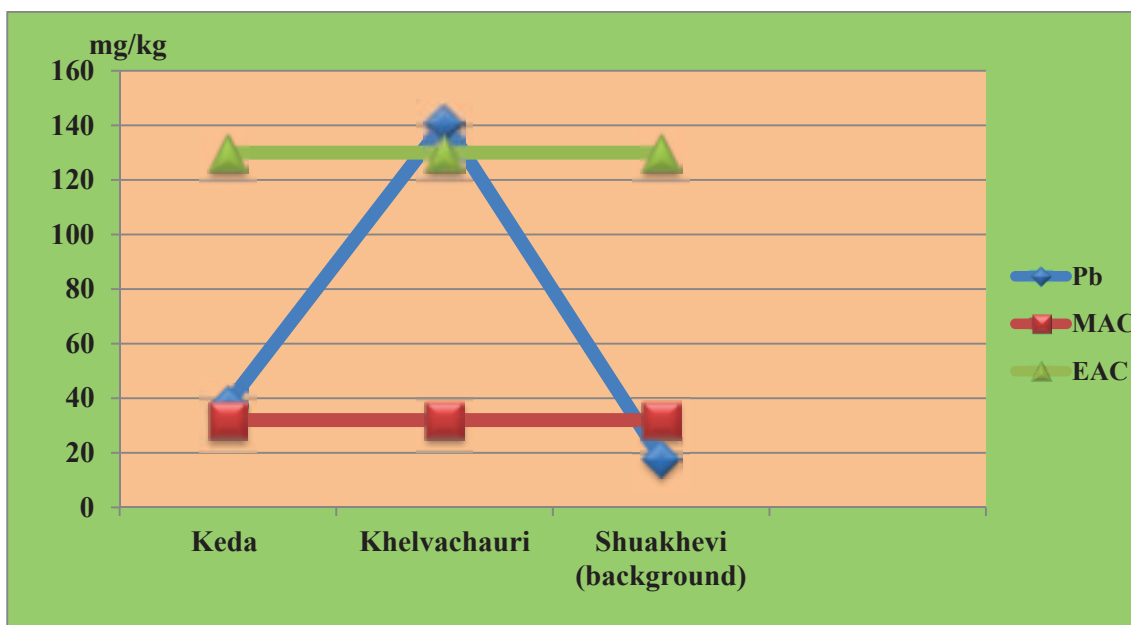 mg/kg
160
140
120
100
80
60
40
20
0
Keda
Khelvachauri
Shuakhevi
(background)
Pb
MAC
EAC